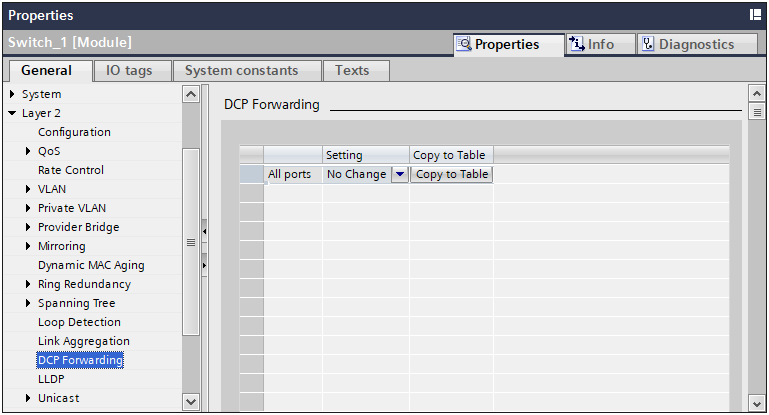 Properties
Switch_1 [Module]
Properties
Info
Diagnostics
General
IO tags
System constants
Texts
System
Layer 2
Configuration
QoS
Rate Control
VLAN
Private VLAN
Provider Bridge
Mirroring
Dynamic MAC Aging
Ring Redundancy
Spanning Tree
Loop Detection
Link Aggregation
DCP Forwarding
LLDP
Unicast
DCP Forwarding
Setting Copy to Table
All ports No Change Copy to Table